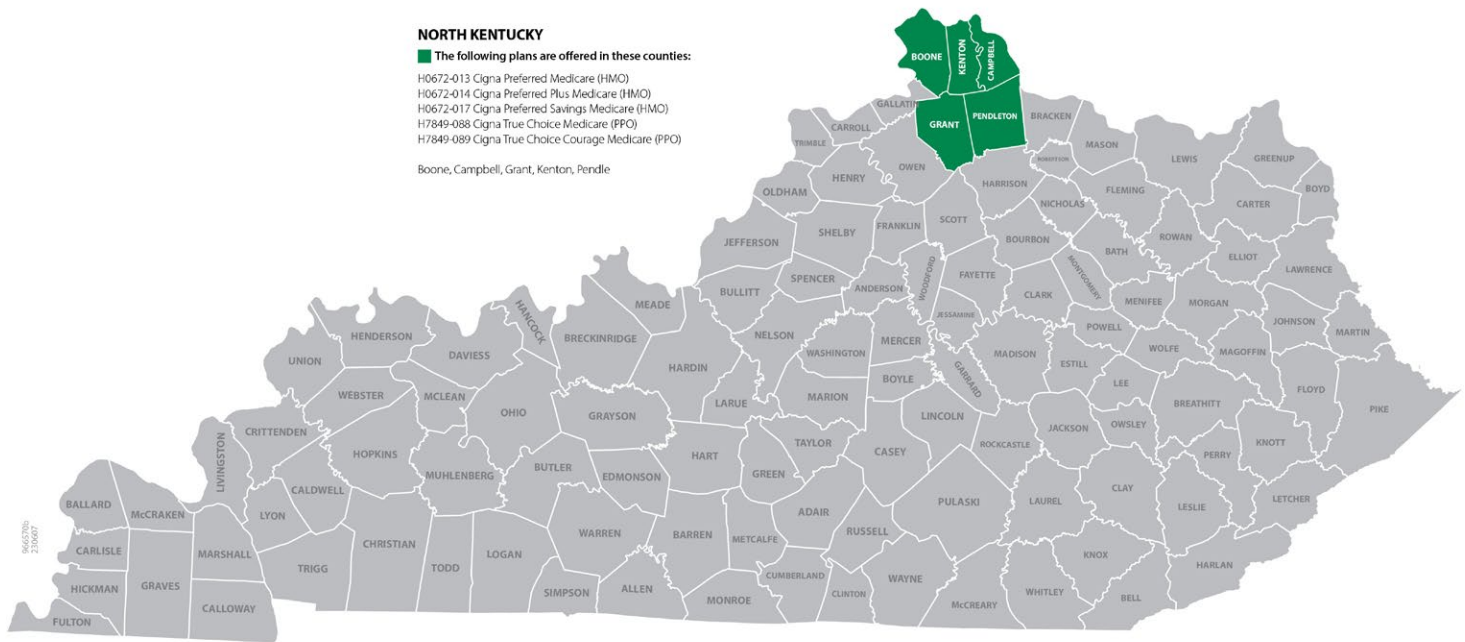 NORTH KENTUCKY
The following plans are offered in these counties:
H0672-013 Cigna Preferred Medicare (HMO)
H0672-014 Cigna Preferred Plus Medicare (HMO)
H0672-017 Cigna Preferred Savings Medicare (HMO)
H7849-088 Cigna True Choice Medicare (PPO)
H7849-089 Cigna True Choice Courage Medicare (PPO)
Boone, Campbell, Grant, Kenton, Pendle
BOONE
KENTON
CAMPBELL
GALLATIN
GRANT
PENDLETON
BRACKEN
CARROLL
TRIMBLE
MASON
ROBERTSON
LEWIS
GREENUP
OWEN
HENRY
OLDHAM
HARRISON
FLEMING
BOYD
CARTER
NICHOLAS
SCOTT
FRANKLIN
SHELBY
JEFFERSON
BOURBON
ROWAN
BATH
ELLIOT
LAWRENCE
SPENCER
BULLITT
ANDERSON
WOODFORD
FAYETTE
MONTGOMERY
CLARK
MENIFEE
MORGAN
MEADE
HANCOCK
BRECKINRIDGE
NELSON
JESSAMINE
POWELL
JOHNSON
MARTIN
HENDERSON
DAVIESS
UNION
WASHINGTON
MERCER
MADISON
WOLFE
MAGOFFIN
HARDIN
ESTILL
GARRARD
BOYLE
LEE
FLOYD
WEBSTER
MCLEAN
OHIO
GRAYSON
LARUE
MARION
LINCOLN
BREATHITT
PIKE
CRITTENDEN
LIVINGSTON
HOPKINS
MUHLENBERG
BUTLER
EDMONSON
HART
TAYLOR
GREEN
CASEY
ROCKCASTLE
JACKSON
OWSLEY
PERRY
KNOTT
BALLARD
McCRAKEN
CALDWELL
LYON
PULASKI
LAUREL
CLAY
LESLIE
LETCHER
ADAIR
RUSSELL
WARREN
BARREN
METCALFE
CARLISLE
MARSHALL
CHRISTIAN
TRIGG
TODD
LOGAN
KNOX
HARLAN
HICKMAN
GRAVES
CALLOWAY
SIMPSON
ALLEN
MONROE
CUMBERLAND
CLINTON
WAYNE
McCREARY
WHITLEY
BELL
FULTON
966570b
230607